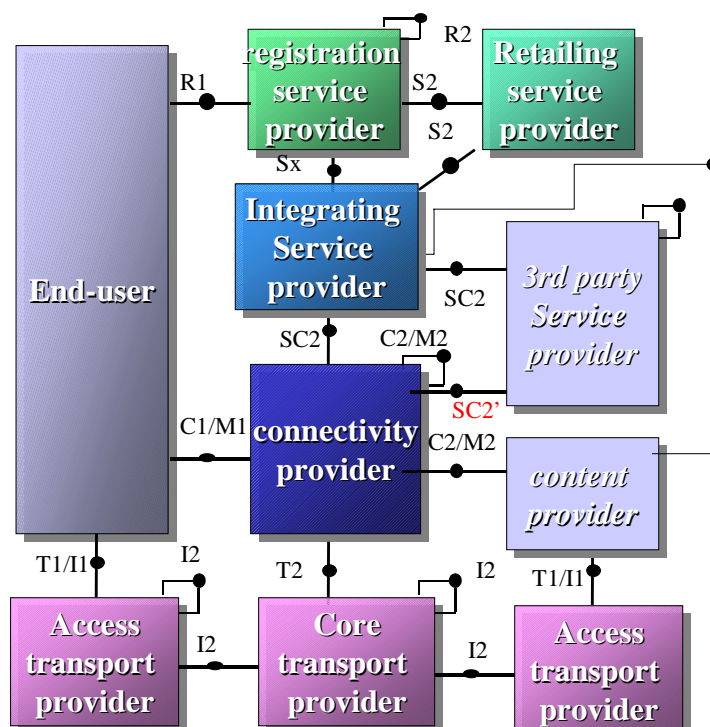 R2
registration
service
provider
Retailing
service
provider
R1
S2
S2
Sx
Integrating
Service
provider
End-user
3rd party
Service
provider
SC2
SC2
C2/M2
SC2’
C1/M1
connectivity
provider
C2/M2
content
provider
T1/I1
I2
T2
I2
T1/I1
Access
transport
provider
I2
Core
transport
provider
I2
Access
transport
provider